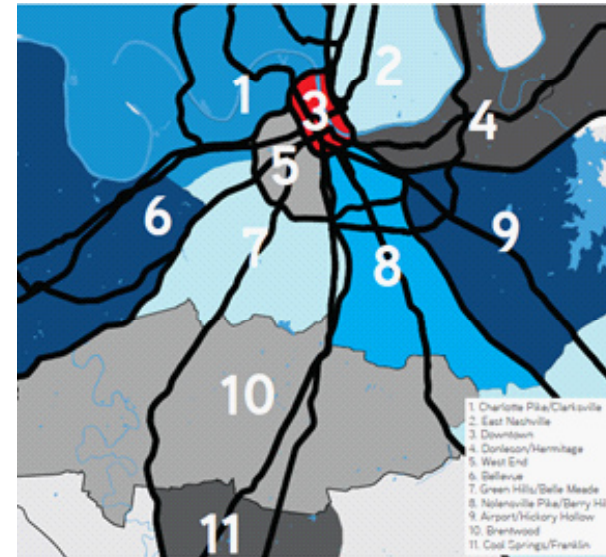 1
2
3
4
5
6
7
8
9
10
11
1. Charlotte Pike/Clarksville
2. East Nashville
3. Downtown
4. Donleson/Hermitage
5. West End
6. Bellevue
7. Green Hills/Belle Meade
8. Nolensville Pike/Berry Hil
9. Airport/Hickory Hollow
10. Brentwood
11. Cool Springs/Franklin